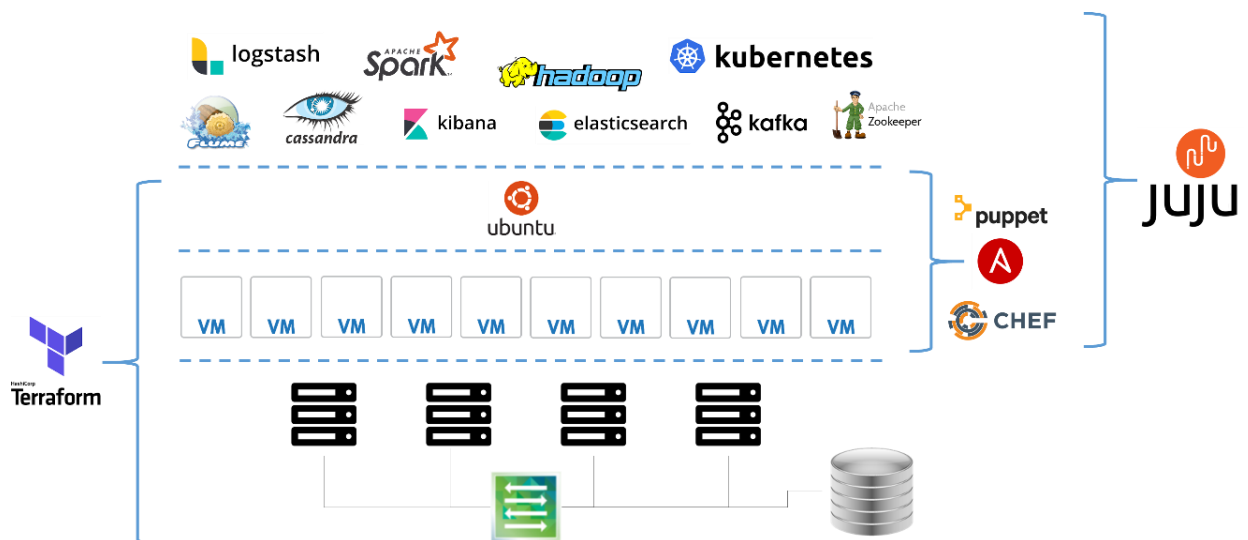 logstash
APACHE
Spark
hadoop
kubernetes
FLUME
cassandra
kibana
elasticsearch
kafka
Apache
Zookeeper
ubuntu
puppet
juju
VM VM VM VM VM VM VM VM VM VM
CHEF
HashiCorp
Terraform